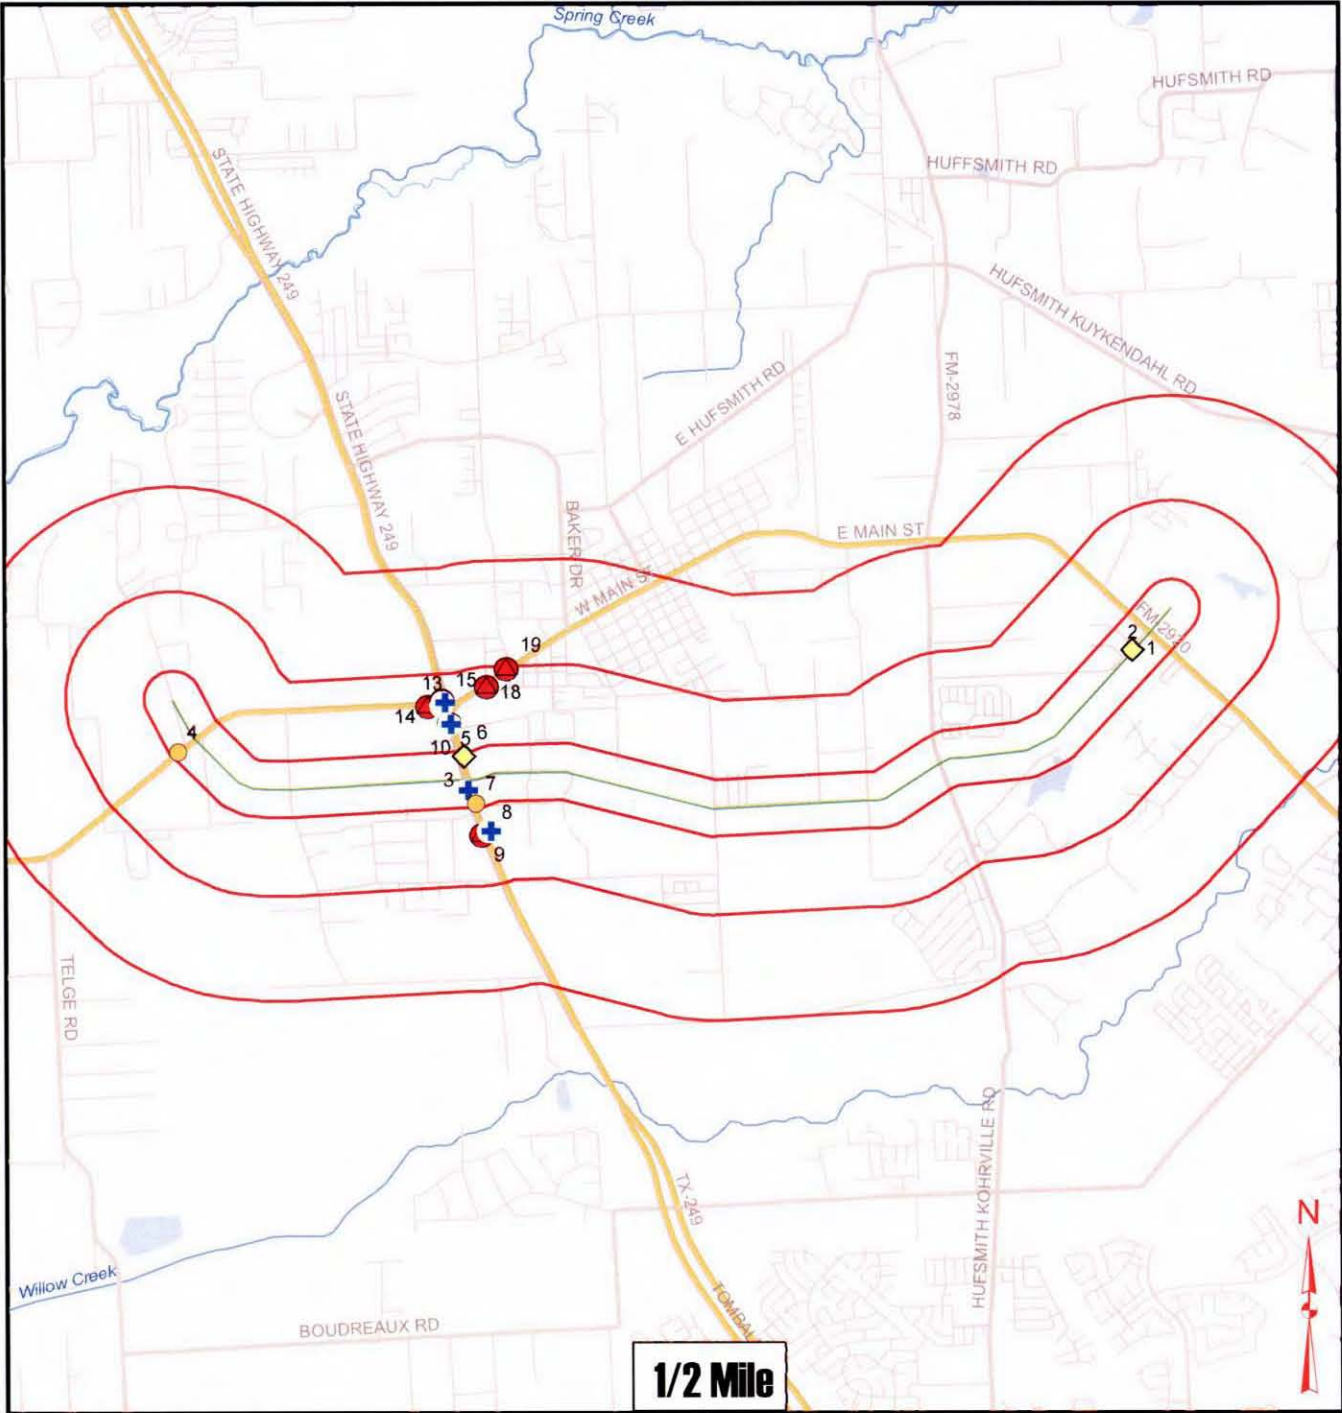 Spring Creek
HUFSMITH RD
HUFFSMITH RD
STATE HIGHWAY 249
HUFSMITH KUYKENDAHL RD
E HUFSMITH RD
FM-2978
STATE HIGHWAY 249
BAKER DR
E MAIN ST
W MAIN ST
FM-2920
2
1
19
13
15
18
14
4
6
5
10
3
7
8
9
TELGE RD
HUFSMITH KOHRVILLE RD
TX-249
N
Willow Creek
BOUDREAUX RD
1/2 Mile